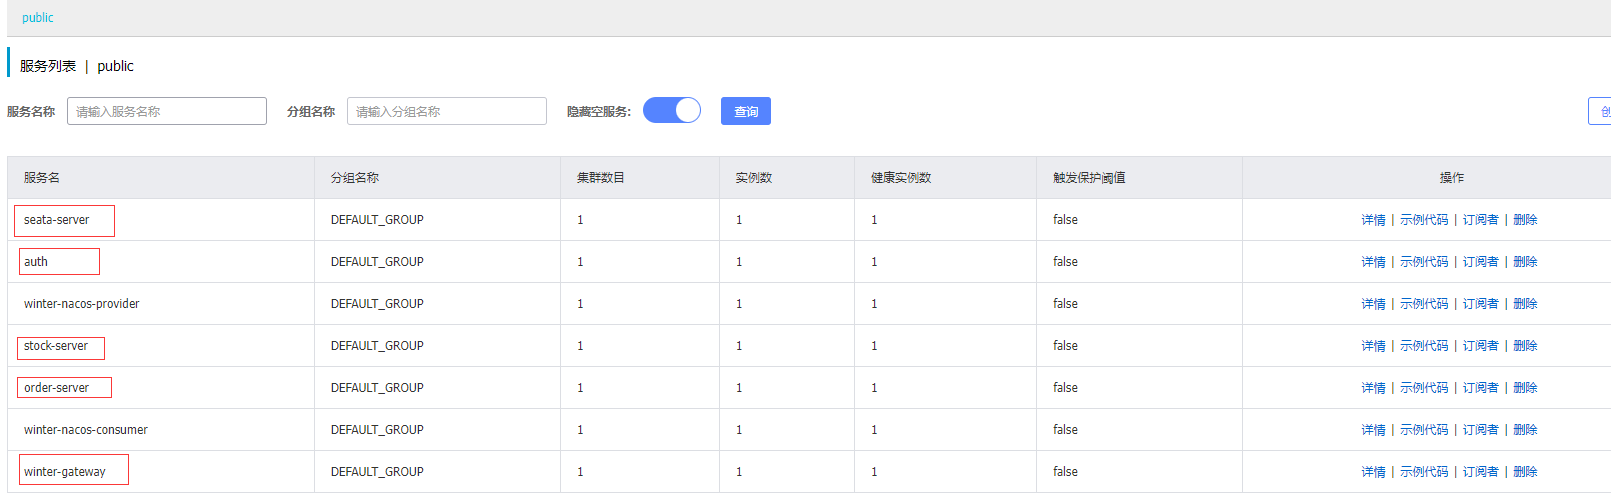 public
服务列表 | public
服务名称 请输入服务名称 分组名称 请输入分组名称 隐藏空服务: 查询 创
服务名 分组名称 集群数目 实例数 健康实例数 触发保护阈值 操作
seata-server DEFAULT_GROUP 1 1 1 false 详情 | 示例代码 | 订阅者 | 删除
auth DEFAULT_GROUP 1 1 1 false 详情 | 示例代码 | 订阅者 | 删除
winter-nacos-provider DEFAULT_GROUP 1 1 1 false 详情 | 示例代码 | 订阅者 | 删除
stock-server DEFAULT_GROUP 1 1 1 false 详情 | 示例代码 | 订阅者 | 删除
order-server DEFAULT_GROUP 1 1 1 false 详情 | 示例代码 | 订阅者 | 删除
winter-nacos-consumer DEFAULT_GROUP 1 1 1 false 详情 | 示例代码 | 订阅者 | 删除
winter-gateway DEFAULT_GROUP 1 1 1 false 详情 | 示例代码 | 订阅者 | 删除